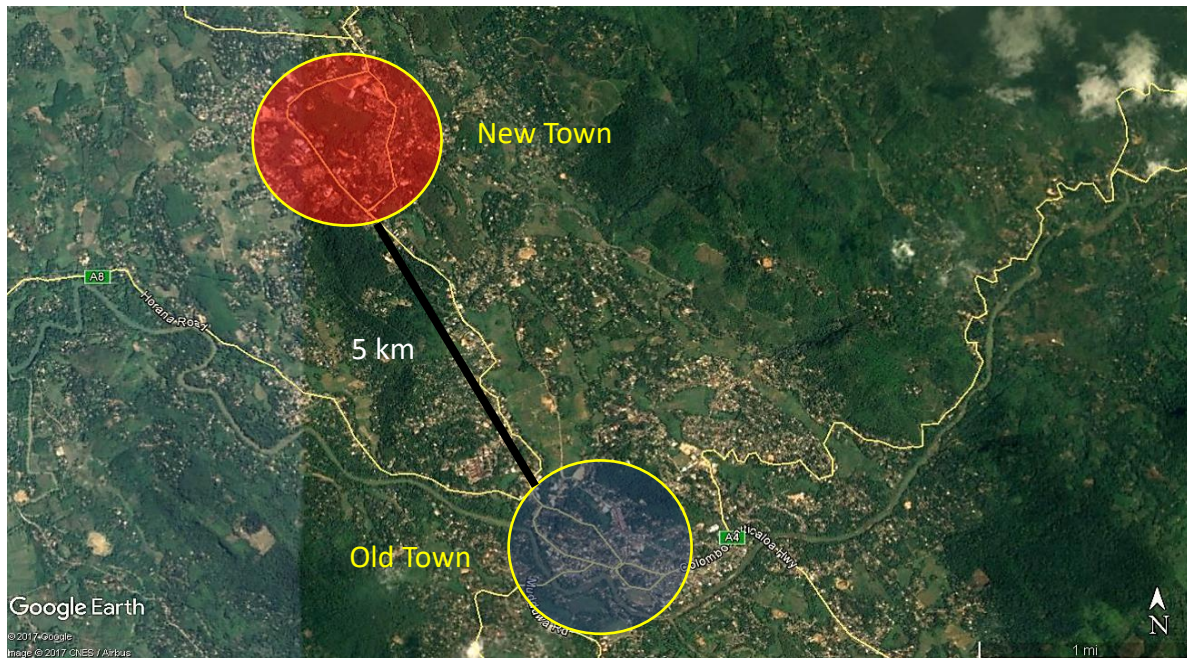 New Town
A8
Horana Road
5 km
Old Town
A4
Colombo
Hwy
Google Earth
© 2017 Google
Image © 2017 CNES / Airbus
N
1 mi